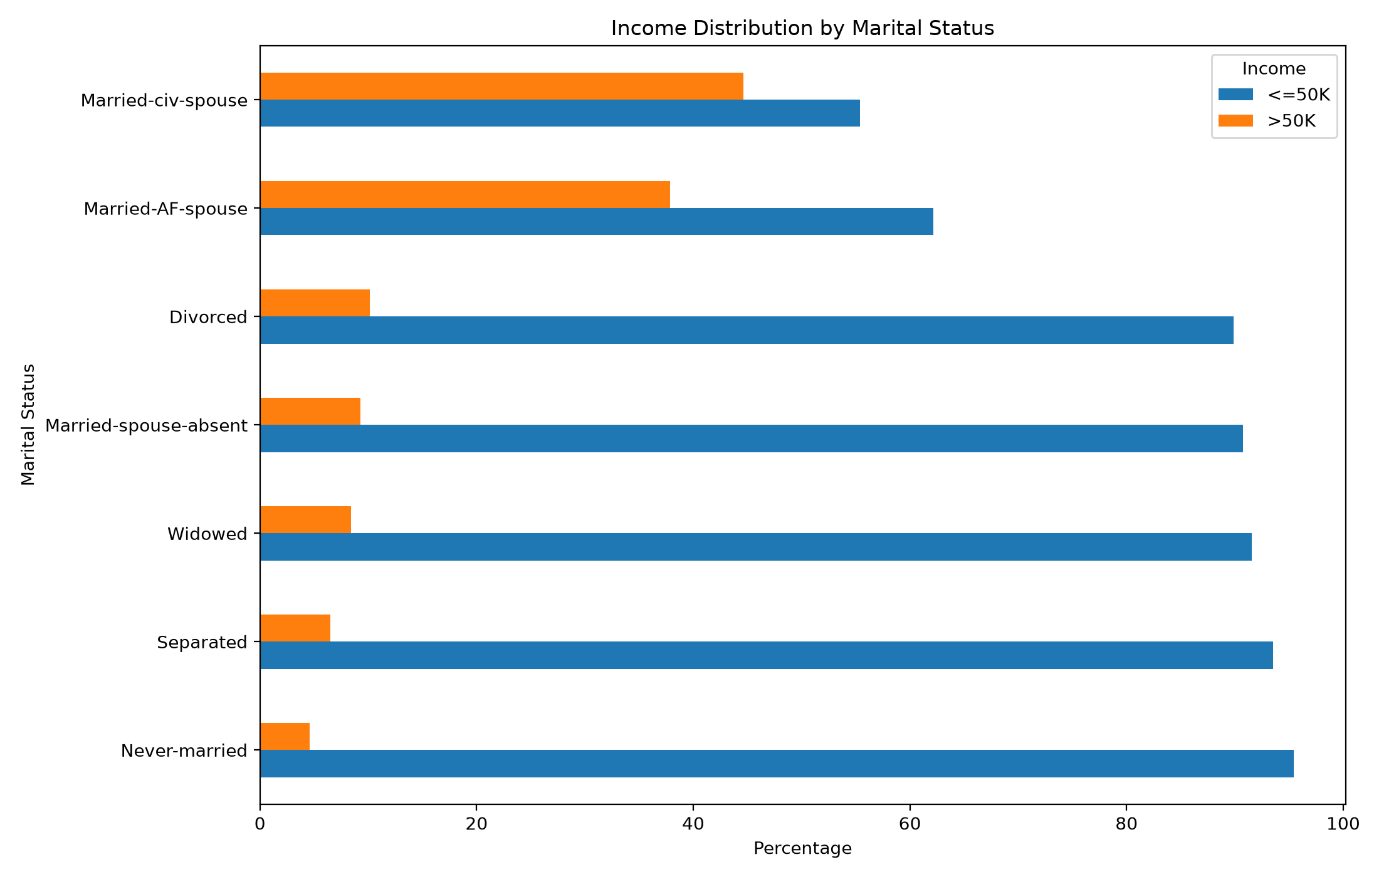 Income Distribution by Marital Status
Income
<=50K
>50K
Marital Status
Married-civ-spouse
Married-AF-spouse
Divorced
Married-spouse-absent
Widowed
Separated
Never-married
0 20 40 60 80 100
Percentage